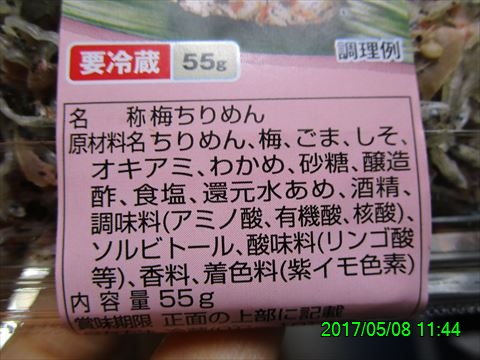 調理例
要冷蔵 55g
名　称 梅ちりめん
原材料名 ちりめん、梅、ごま、しそ、
オキアミ、わかめ、砂糖、醸造
酢、食塩、還元水あめ、酒精、
調味料(アミノ酸、有機酸、核酸)、
ソルビトール、酸味料(リンゴ酸
等)、香料、着色料(紫イモ色素)
内 容 量 55g
賞味期限 正面の上部に記載
2017/05/08 11:44